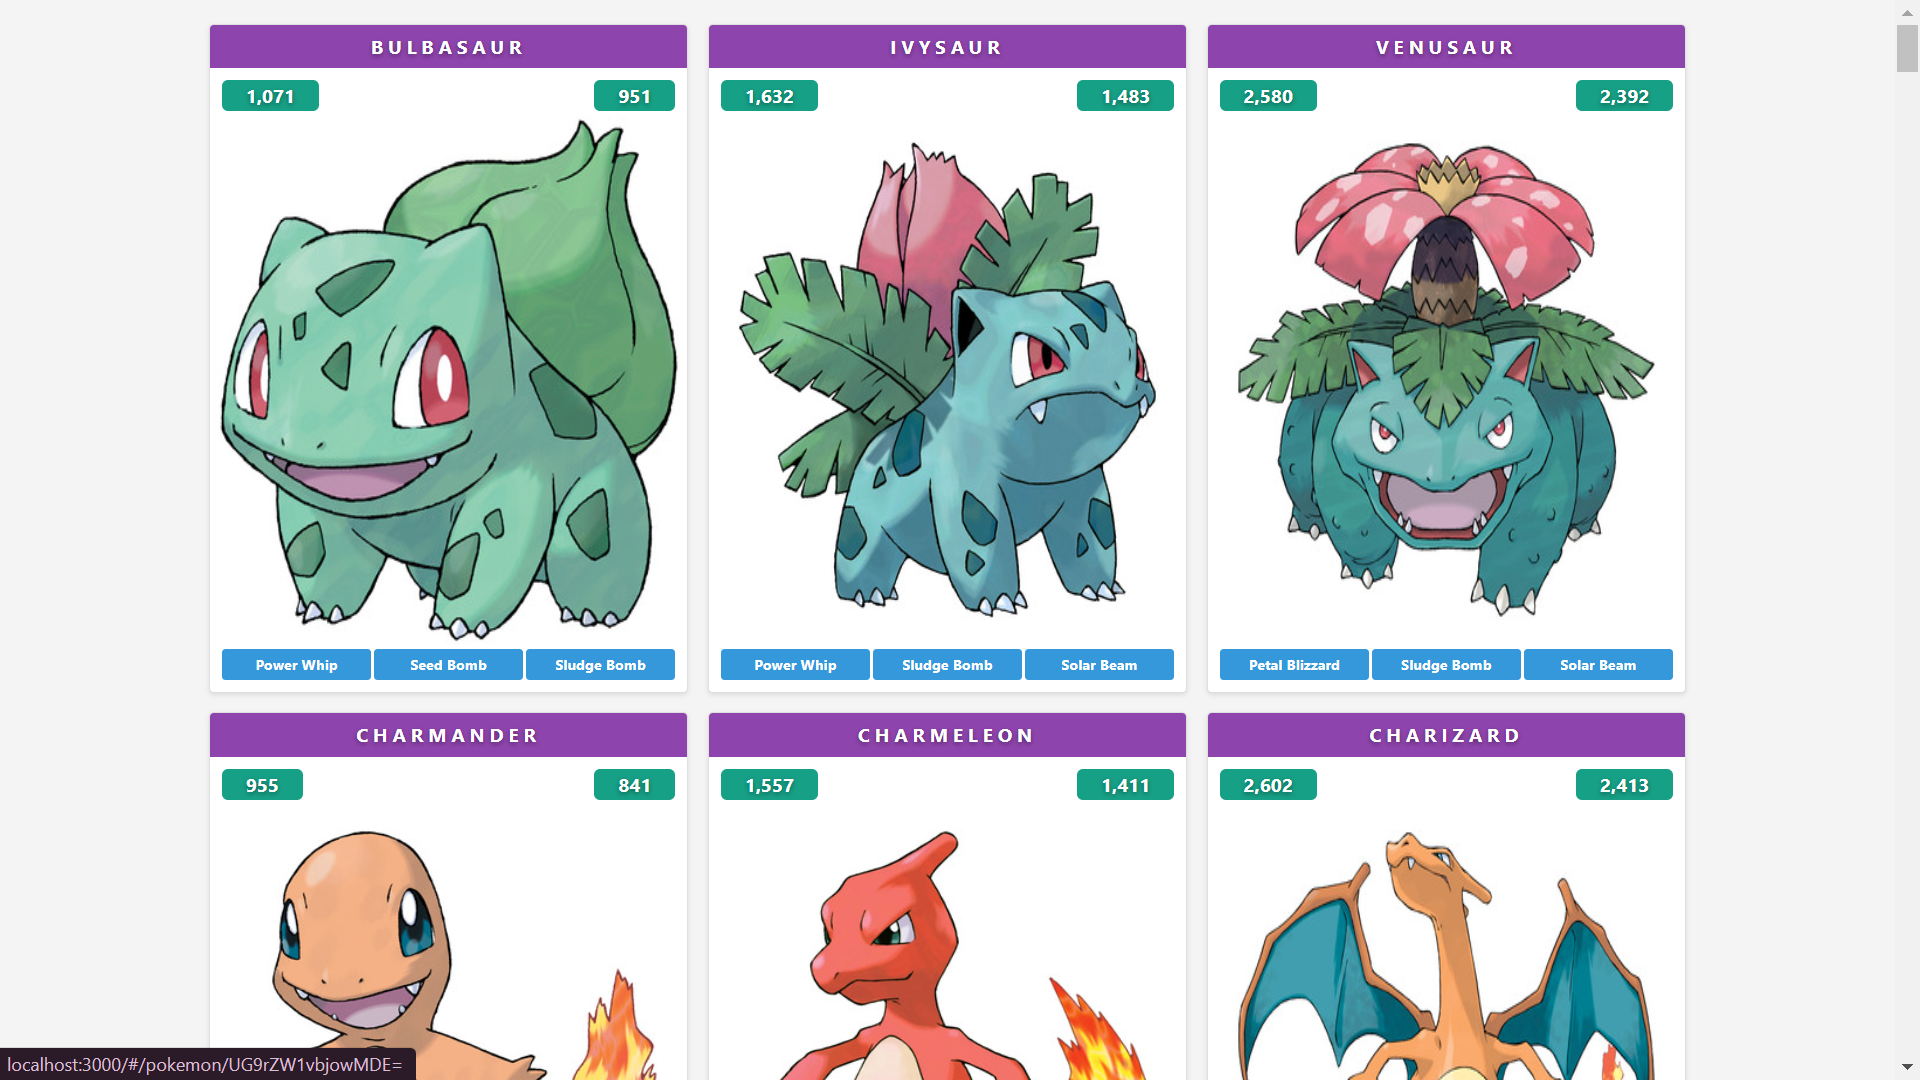 BULBASAUR
1,071 951
Power Whip Seed Bomb Sludge Bomb
IVYSAUR
1,632 1,483
Power Whip Sludge Bomb Solar Beam
VENUSAUR
2,580 2,392
Petal Blizzard Sludge Bomb Solar Beam
CHARMANDER
955 841
CHARMELEON
1,557 1,411
CHARIZARD
2,602 2,413
localhost:3000/#/pokemon/UG9rZW1vbjowMDE=